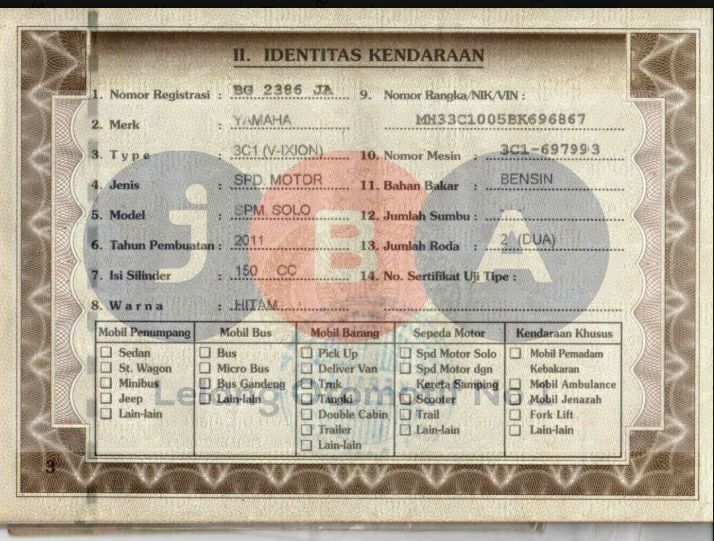 II. IDENTITAS KENDARAAN
1. Nomor Registrasi : BG 2386 JA
2. Merk : YAMAHA
3. Type : 3C1 (V-IXION)
4. Jenis : SPD. MOTOR
5. Model : SPM. SOLO
6. Tahun Pembuatan : 2011
7. Isi Silinder : 150 CC
8. Warna : HITAM
9. Nomor Rangka/NIK/VIN :
MH33C1005BK696867
10. Nomor Mesin : 3C1-697993
11. Bahan Bakar : BENSIN
12. Jumlah Sumbu :
13. Jumlah Roda : 2 (DUA)
14. No. Sertifikat Uji Tipe :
JBA
Mobil Penumpang
Sedan
St. Wagon
Minibus
Jeep
Lain-lain
Mobil Bus
Bus
Micro Bus
Bus Gandeng
Lain-lain
Mobil Barang
Pick Up
Deliver Van
Truk
Tangki
Double Cabin
Trailer
Lain-lain
Sepeda Motor
Spd Motor Solo
Spd Motor dgn
Kereta Samping
Scooter
Trail
Lain-lain
Kendaraan Khusus
Mobil Pemadam
Kebakaran
Mobil Ambulance
Mobil Jenazah
Fork Lift
Lain-lain
3